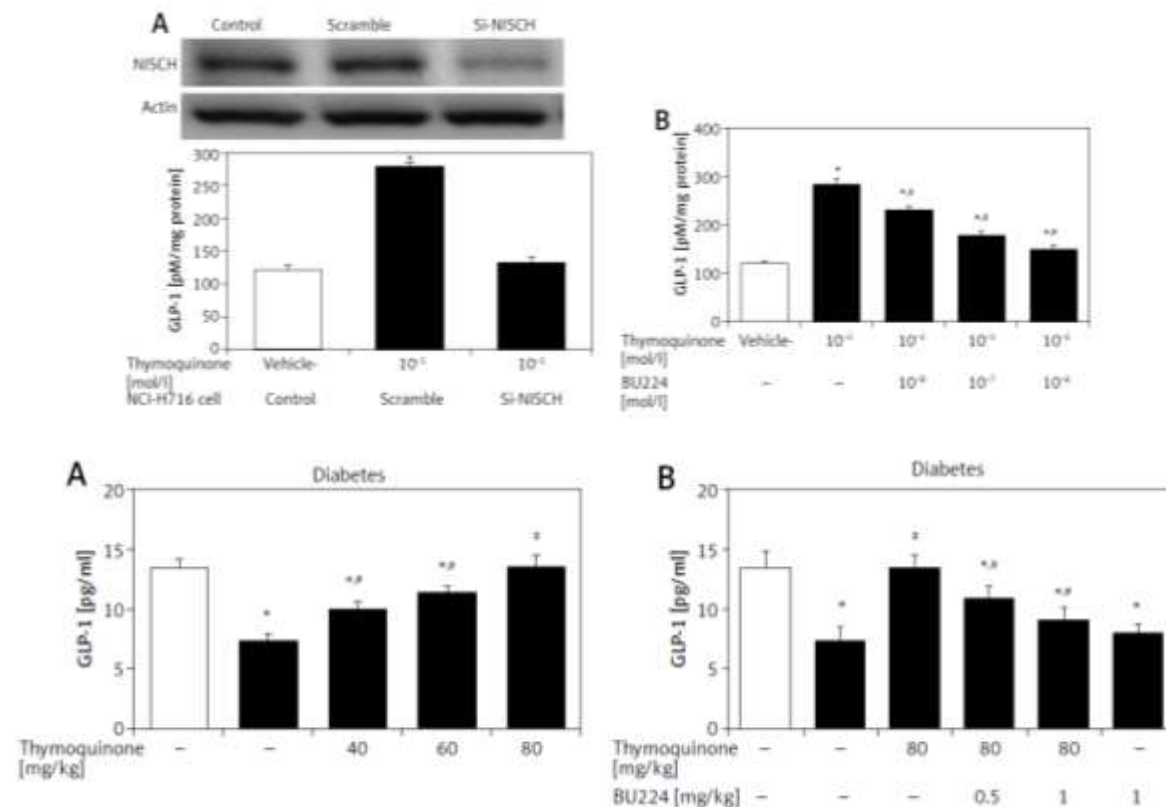 A
Control Scramble Si-NISCH
NISCH
Actin
300
250
200
150
100
50
0
GLP-1 [pM/mg protein]
Thymoquinone [mol/l] Vehicle-
NCI-H716 cell Control Scramble Si-NISCH
B
400
300
200
100
0
GLP-1 [pM/mg protein]
*
Thymoquinone [mol/l] Vehicle-
BU224 [mol/l] – –
A
Diabetes
20
15
10
5
0
GLP-1 [pg/ml]
*
*,#
*,#
Thymoquinone [mg/kg] – – 40 60 80
B
Diabetes
20
15
10
5
0
GLP-1 [pg/ml]
*
*,#
*,#
*
Thymoquinone [mg/kg] – – 80 80 80 –
BU224 [mg/kg] – – – 0.5 1 1